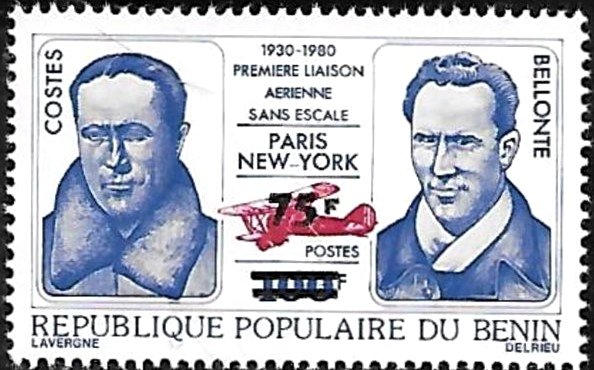 COSTES
1930-1980
PREMIERE LIAISON
AERIENNE
SANS ESCALE
PARIS
NEW-YORK
75F
POSTES
100F
BELLONTE
REPUBLIQUE POPULAIRE DU BENIN
LAVERGNE
DELRIEU